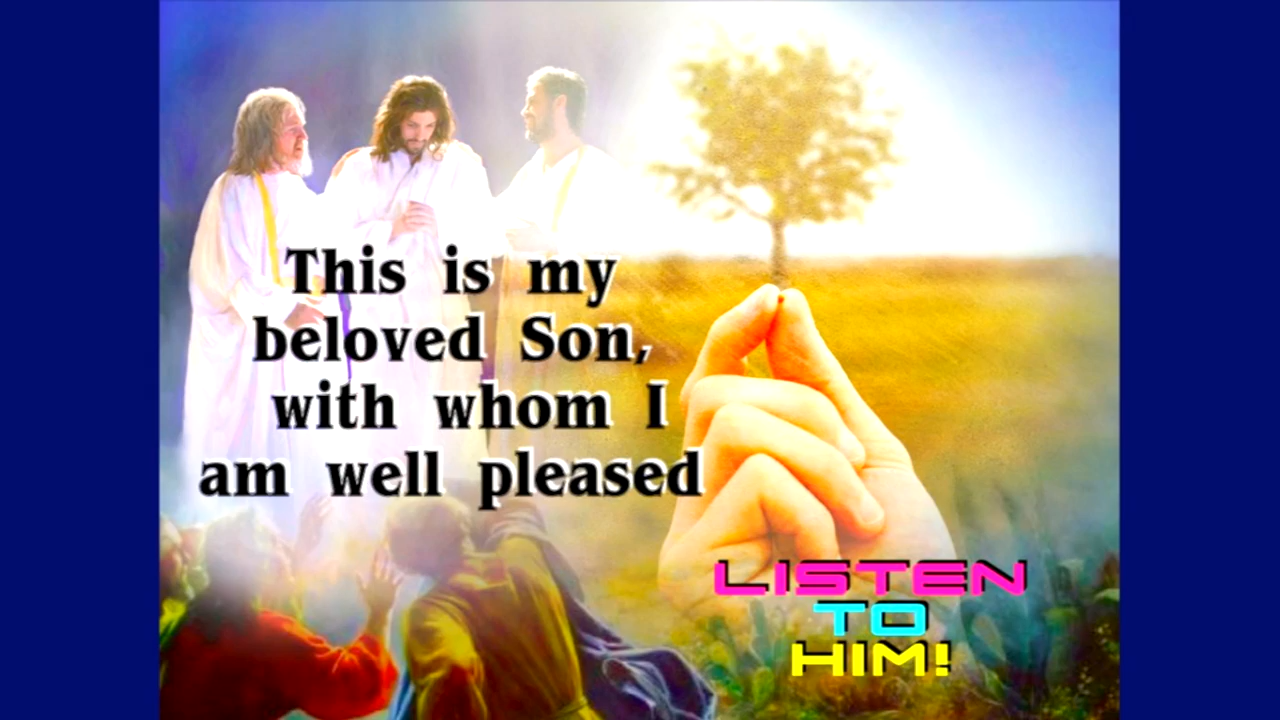 This is my
beloved Son,
with whom I
am well pleased
LISTEN
TO
HIM!